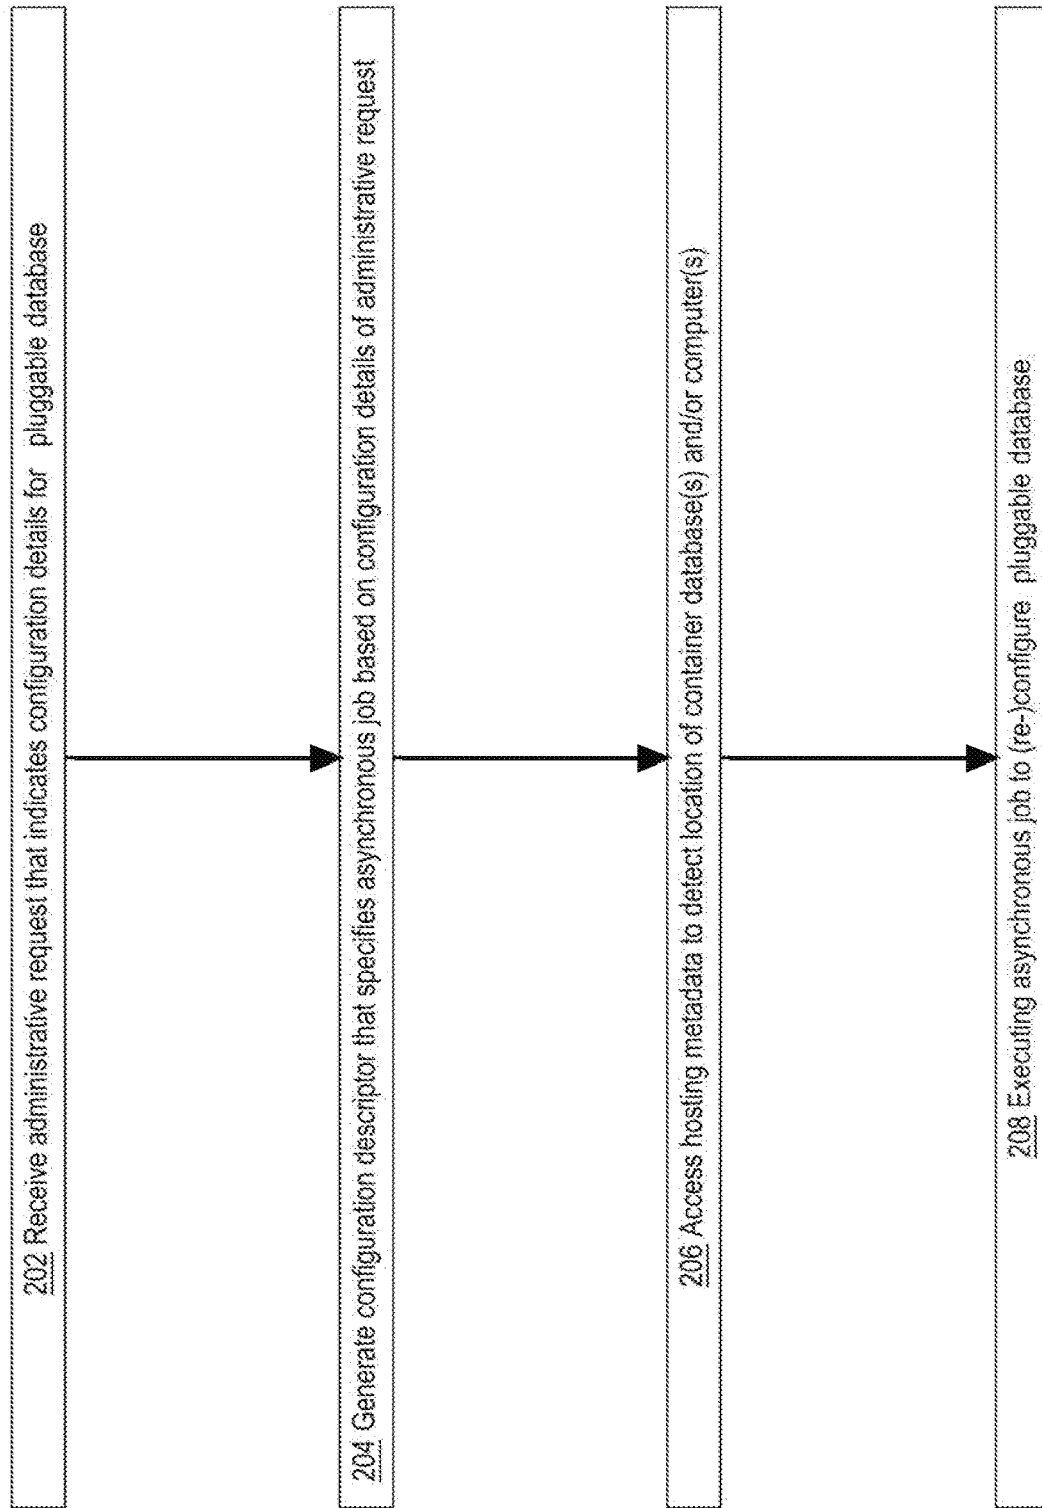 202 Receive administrative request that indicates configuration details for pluggable database
204 Generate configuration descriptor that specifies asynchronous job based on configuration details of administrative request
206 Access hosting metadata to detect location of container database(s) and/or computer(s)
208 Executing asynchronous job to (re-)configure pluggable database